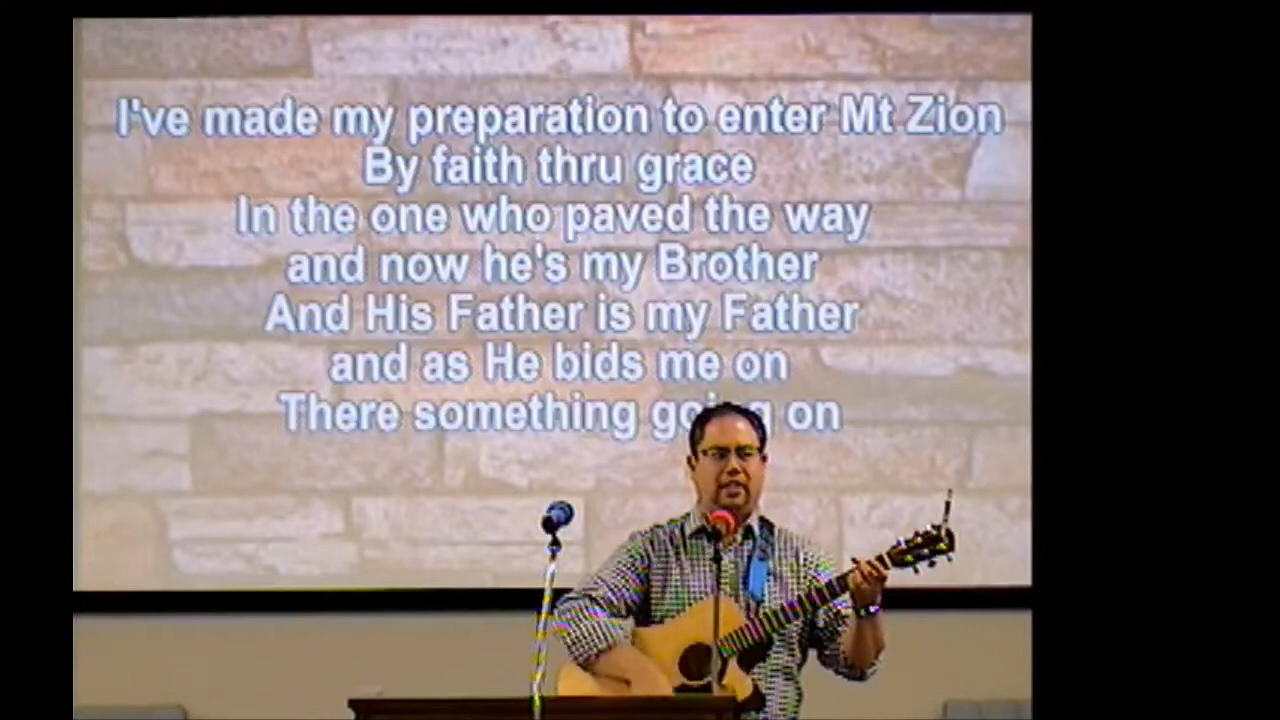 I've made my preparation to enter Mt Zion
By faith thru grace
In the one who paved the way
and now he's my Brother
And His Father is my Father
and as He bids me on
There something going on